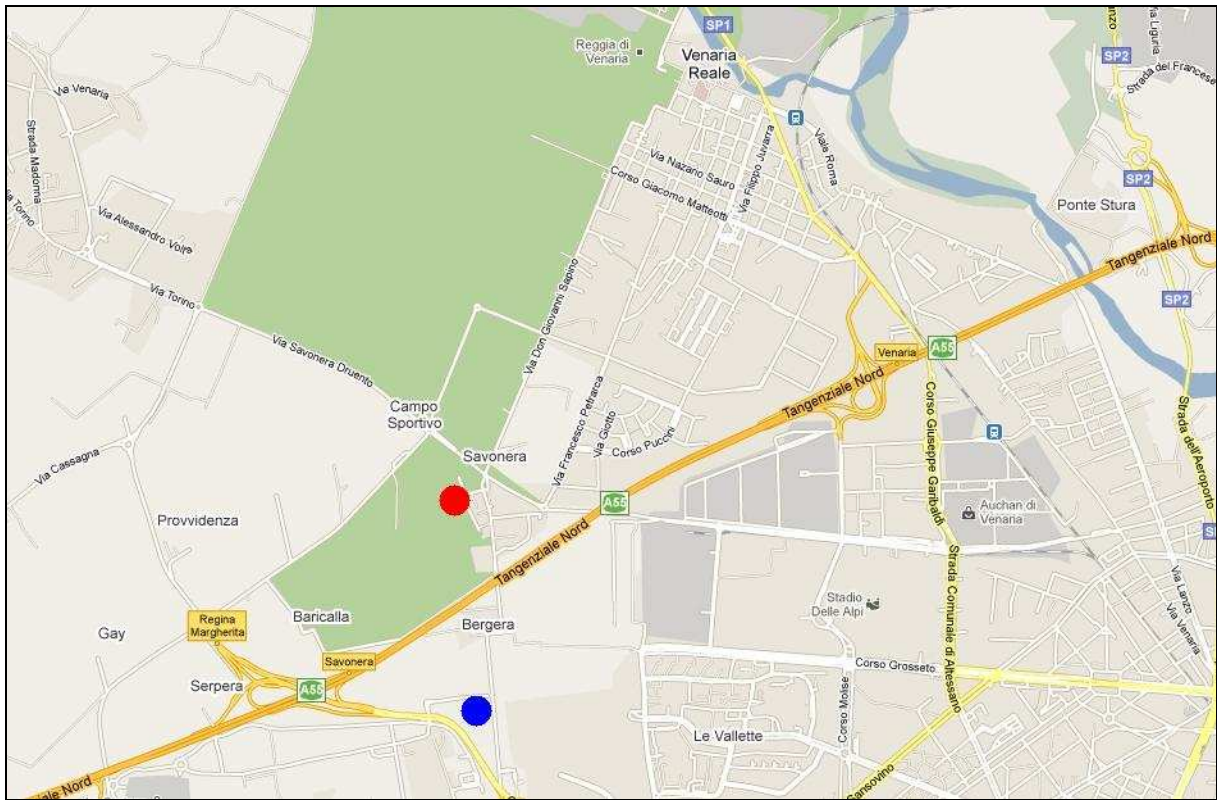 SP1
Reggia di
Venaria
Venaria
Reale
SP2
Strada del Francese
Via Liguria
Via Venaria
Strada Madonna
Via Torino
Viale Roma
Via Nazario Sauro
Via Filippo Juvarra
Corso Giacomo Matteotti
SP2
Ponte Stura
Via Alessandro Volta
Tangenziale Nord
Via Torino
SP2
Via Don Giovanni Sapino
Via Savonera Druento
A55
Venaria
Tangenziale Nord
Campo
Sportivo
Via Francesco Petrarca
Via Giotto
Corso Puccini
Corso Giuseppe Garibaldi
Strada dell'Aeroporto
Savonera
Via Cassagna
A55
Auchan di
Venaria
Provvidenza
Tangenziale Nord
Strada Comunale di Altessano
Via Lanzo
Via Venaria
Stadio
Delle Alpi
Baricalla
Regina
Margherita
Bergera
Gay
Savonera
Corso Grosseto
Serpera
A55
Corso Molise
Le Vallette
Sansovino
Tangenziale Nord